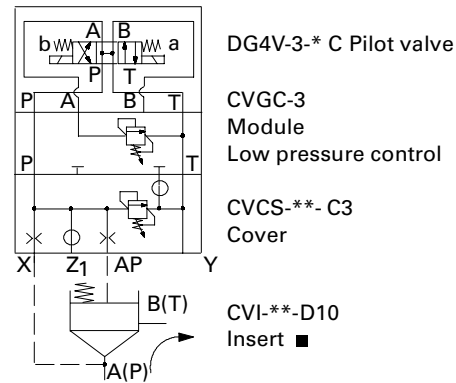 A B
b a
P T
DG4V-3-* C Pilot valve
P A B T
CVGC-3
Module
Low pressure control
P T
CVCS-**- C3
Cover
X Z1 AP Y
B(T)
CVI-**-D10
Insert ■
A(P)